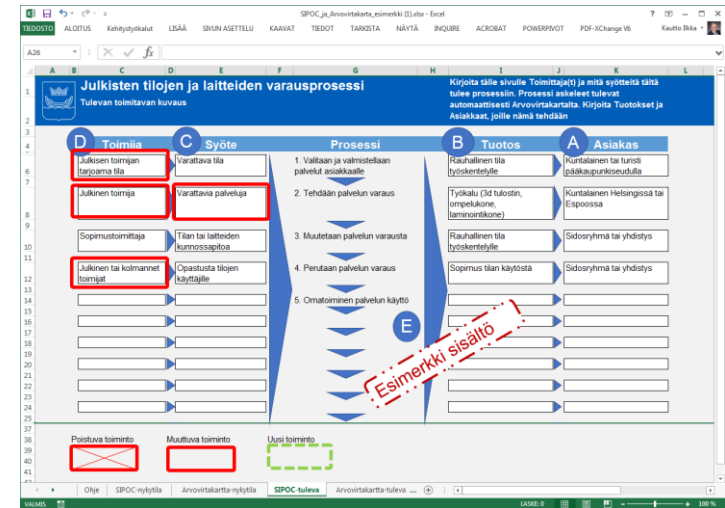 SIPOC_ja_Arvovirtakarta_esimerkki (1).xlsx - Excel
TIEDOSTO ALOITUS Kehitystyökalut LISÄÄ SIVUN ASETTELU KAAVAT TIEDOT TARKISTA NÄYTÄ INQUIRE ACROBAT POWERPIVOT PDF-XChange V6 Kautto Ilkka
A26 fx
A B C D E F G H I J K L
Julkisten tilojen ja laitteiden varausprosessi
Tulevan toimitavan kuvaus
Kirjoita tälle sivulle Toimittaja(t) ja mitä syötteitä tältä
tulee prosessiin. Prosessi askeleet tulevat
automaattisesti Arvovirtakartalta. Kirjoita Tuotokset ja
Asiakkaat, joille nämä tehdään
D Toimija C Syöte Prosessi B Tuotos A Asiakas
Julkisen toimijan
tarjoama tila
Varattava tila
1. Valitaan ja valmistellaan
palvelut asiakkaalle
Rauhallinen tila
työskentelylle
Kuntalainen tai turisti
pääkaupunkiseudulla
Julkinen toimija
Varattavia palveluja
2. Tehdään palvelun varaus
Työkalu (3d tulostin,
ompelukone,
laminointikone)
Kuntalainen Helsingissä tai
Espoossa
Sopimustoimittaja
Tilan tai laitteiden
kunnossapitoa
3. Muutetaan palvelun varausta
Rauhallinen tila
työskentelylle
Sidosryhmä tai yhdistys
Julkinen tai kolmannet
toimijat
Opastusta tilojen
käyttäjille
4. Perutaan palvelun varaus
Sopimus tilan käytöstä
Sidosryhmä tai yhdistys
5. Omatoiminen palvelun käyttö
E
Esimerkki sisältö
Poistuva toiminto Muuttuva toiminto Uusi toiminto
Ohje SIPOC-nykytila Arvovirtakartta-nykytila SIPOC-tuleva Arvovirtakartta-tuleva ...
VALMIS LASKE: 0 100 %